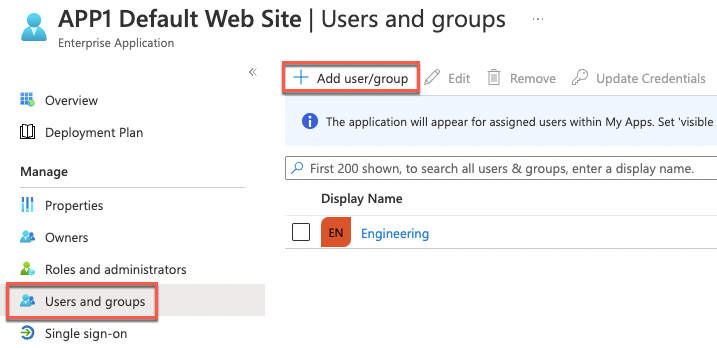 APP1 Default Web Site | Users and groups ...
Enterprise Application
«
Overview
Deployment Plan
Manage
Properties
Owners
Roles and administrators
Users and groups
Single sign-on
+ Add user/group Edit Remove Update Credentials
The application will appear for assigned users within My Apps. Set 'visible
First 200 shown, to search all users & groups, enter a display name.
Display Name
EN Engineering